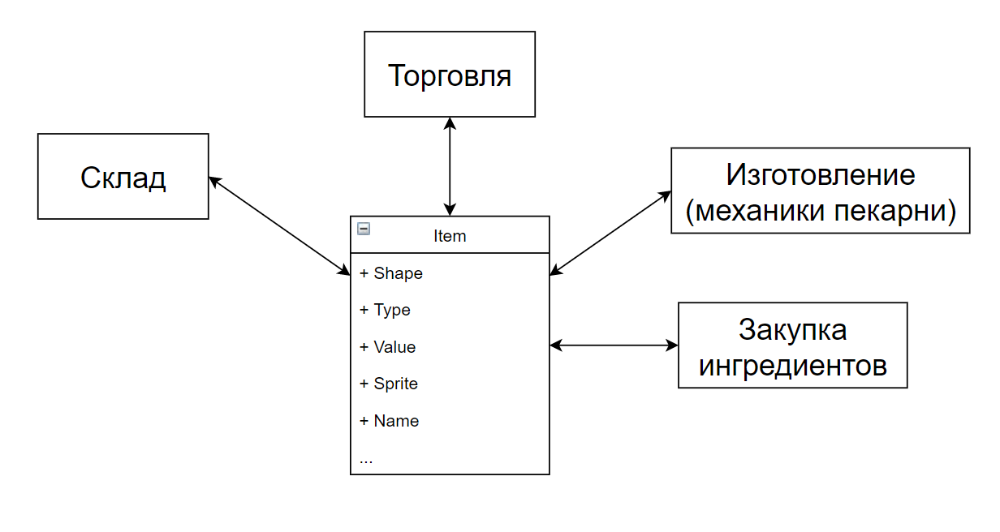 Торговля
Склад
Изготовление
(механики пекарни)
Item
+ Shape
+ Type
+ Value
+ Sprite
+ Name
...
Закупка
ингредиентов